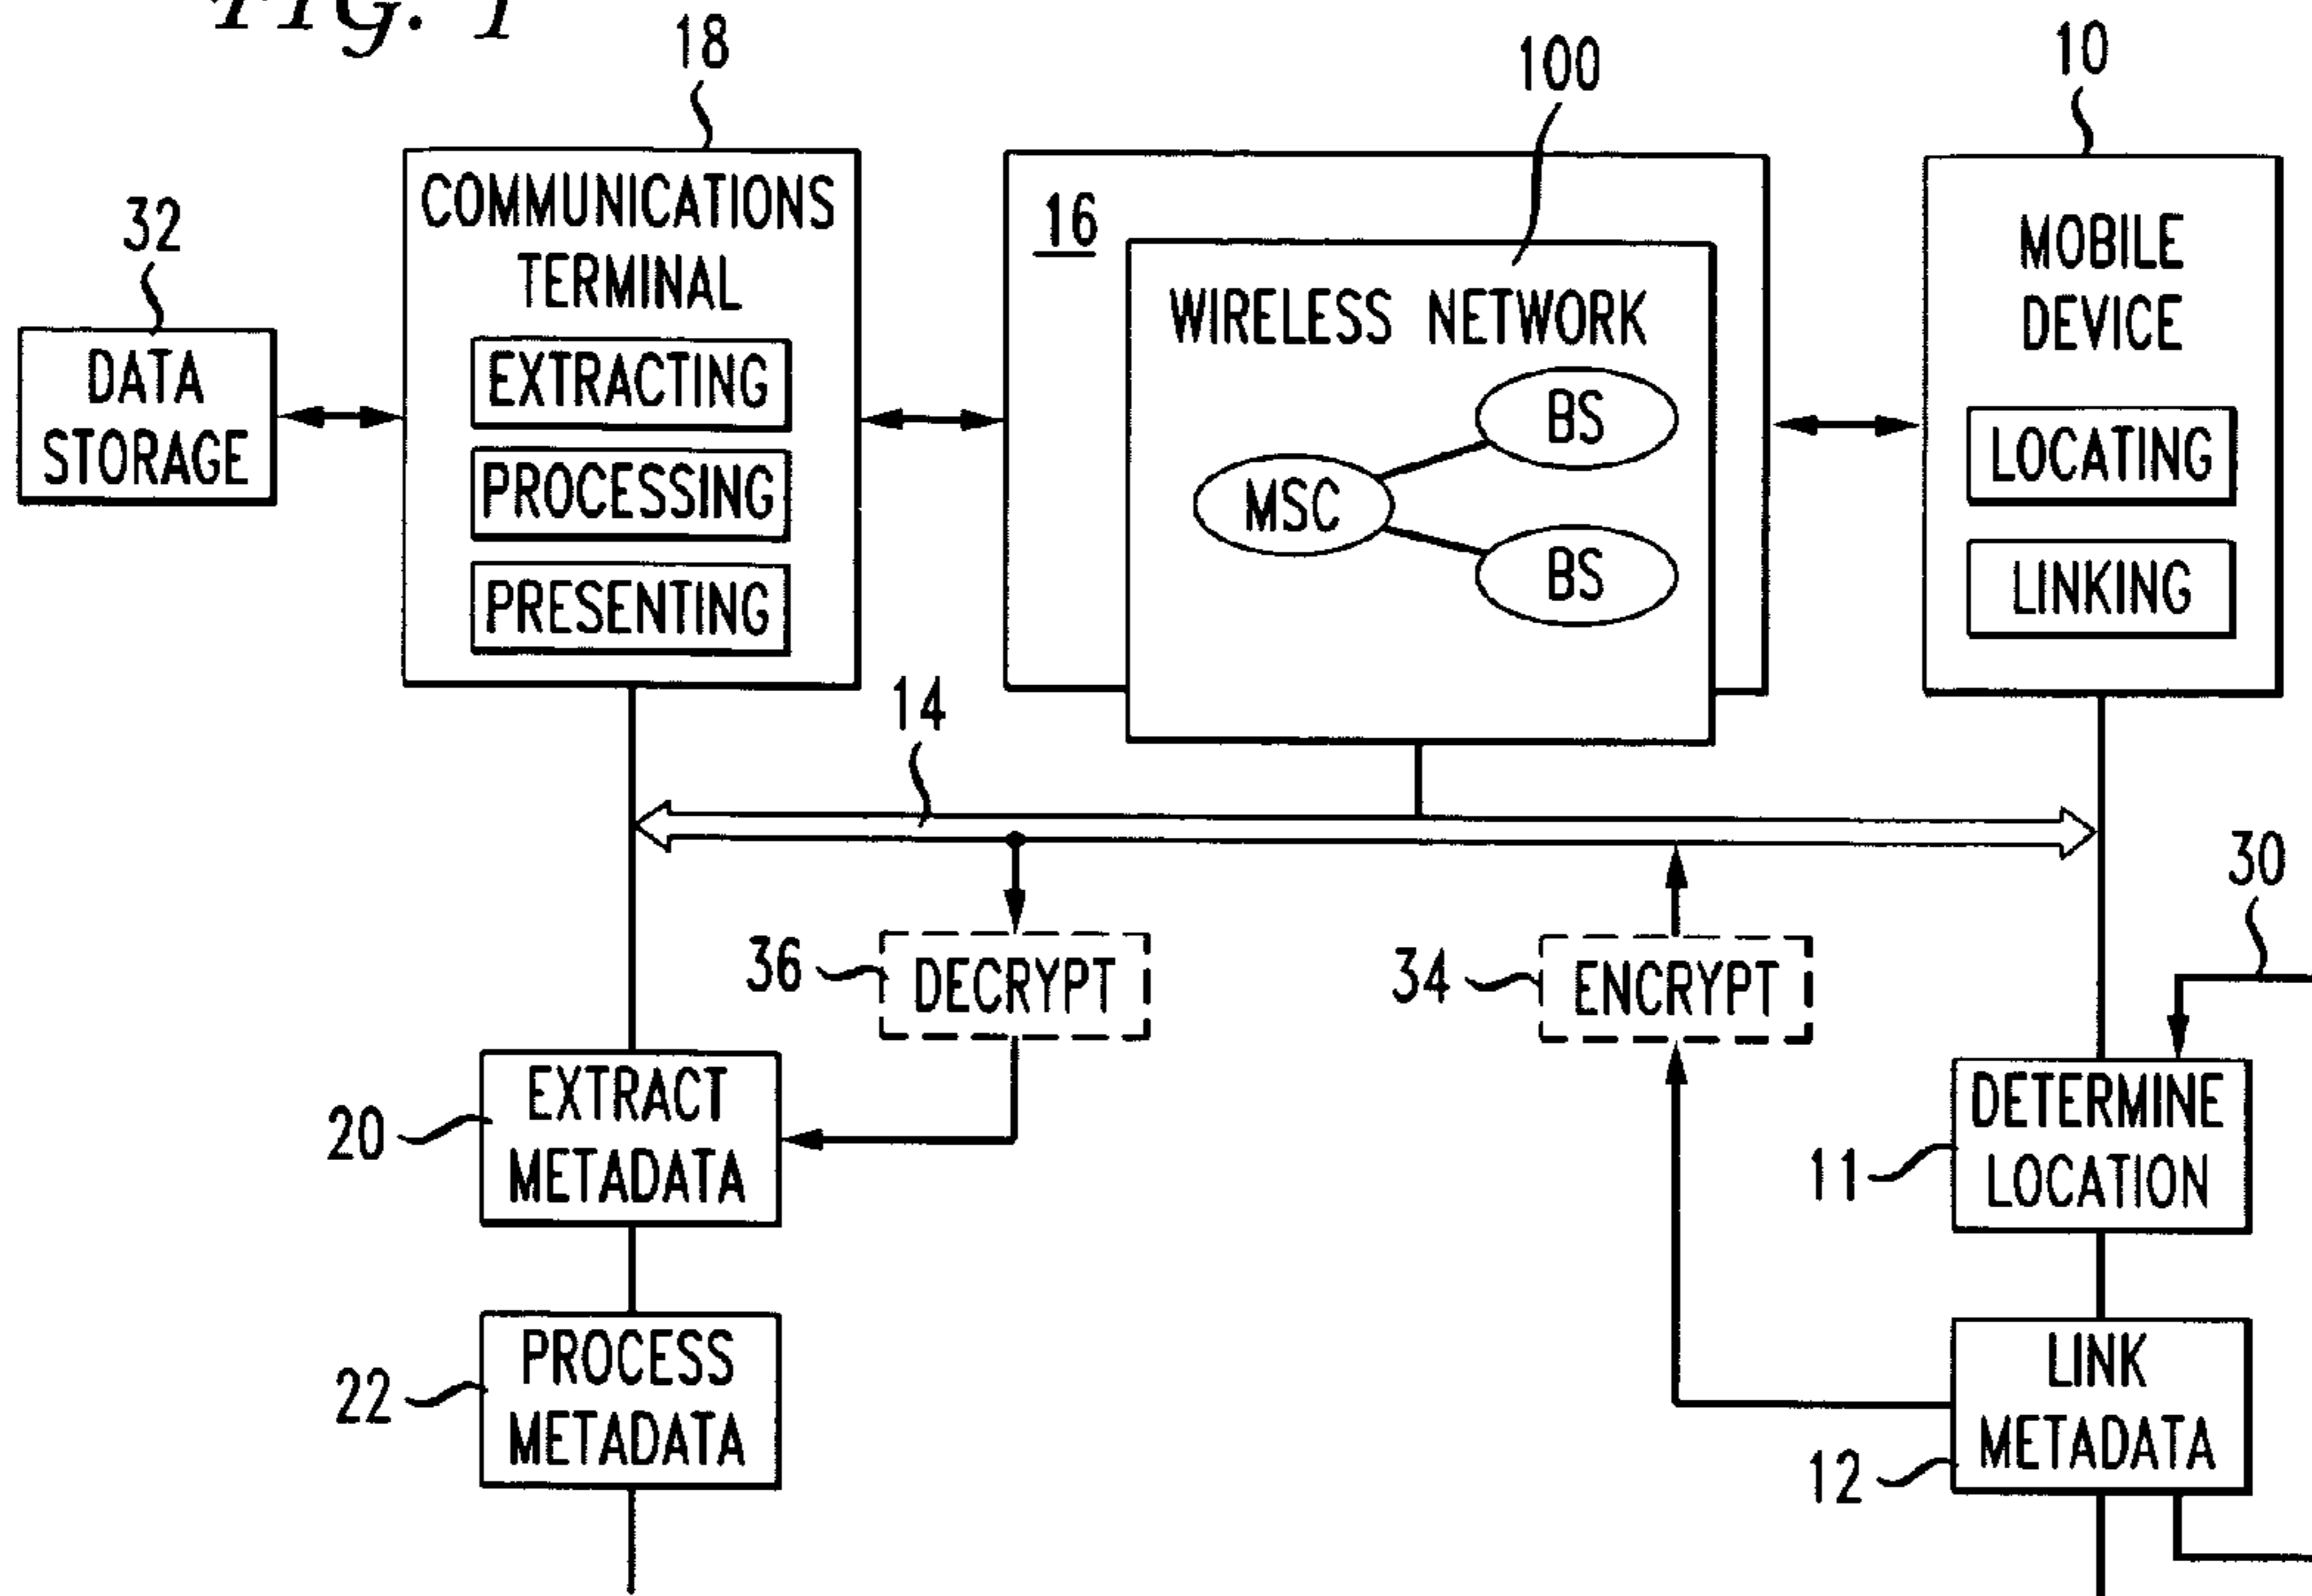 FIG. 1
18
100
10
32
COMMUNICATIONS
TERMINAL
EXTRACTING
PROCESSING
PRESENTING
DATA
STORAGE
16
WIRELESS NETWORK
BS
MSC
BS
MOBILE
DEVICE
LOCATING
LINKING
14
30
36
DECRYPT
34
ENCRYPT
20
EXTRACT
METADATA
11
DETERMINE
LOCATION
22
PROCESS
METADATA
12
LINK
METADATA